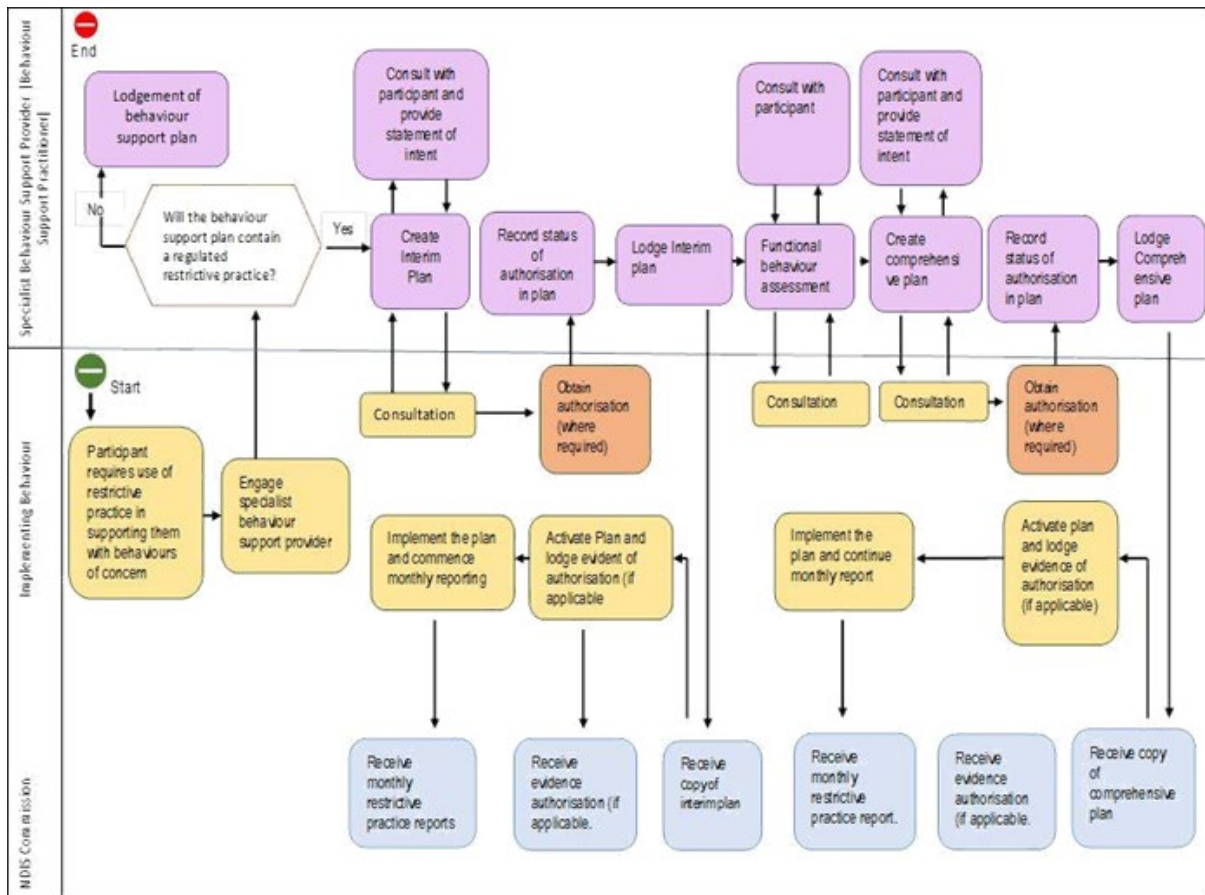 Specialist Behaviour Support Provider |Behaviour
Support Practitioner|
End
Lodgement of
behaviour
support plan
No
Will the behaviour
support plan contain
a regulated
restrictive practice?
Yes
Consult with
participant and
provide
statement of
intent
Create
Interim
Plan
Record status of
authorisation in
plan
Lodge Interim
plan
Consult with
participant
Functional
behaviour
assessment
Consult with
participant and
provide
statement of
intent
Create
comprehensi
ve plan
Record
status of
authorisation
in plan
Lodge
Compreh
ensive
plan
Implementing Behaviour
Start
Participant
requires use of
restrictive
practice in
supporting them
with behaviours
of concern
Engage
specialist
behaviour
support provider
Consultation
Obtain
authorisation
(where
required)
Implement the plan
and commence
monthly reporting
Activate Plan and
lodge evident of
authorisation (if
applicable
Consultation
Consultation
Obtain
authorisation
(where
required)
Implement the
plan and continue
monthly report
Activate plan
and lodge
evidence of
authorisation
(if applicable)
NDIS Commission
Receive
monthly
restrictive
practice reports
Receive
evidence
authorisation (if
applicable.
Receive
copy of
interim plan
Receive
monthly
restrictive
practice report.
Receive
evidence
authorisation
(if applicable.
Receive copy
of
comprehensive
plan